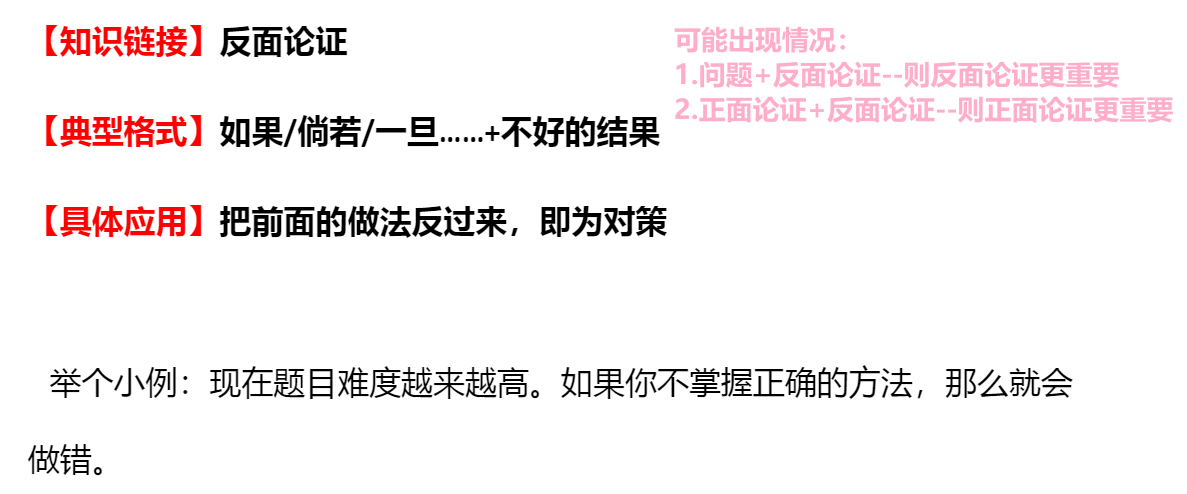 【知识链接】反面论证
可能出现情况：
1.问题+反面论证--则反面论证更重要
2.正面论证+反面论证--则正面论证更重要
【典型格式】如果/倘若/一旦……+不好的结果
【具体应用】把前面的做法反过来，即为对策
举个小例：现在题目难度越来越高。如果你不掌握正确的方法，那么就会
做错。